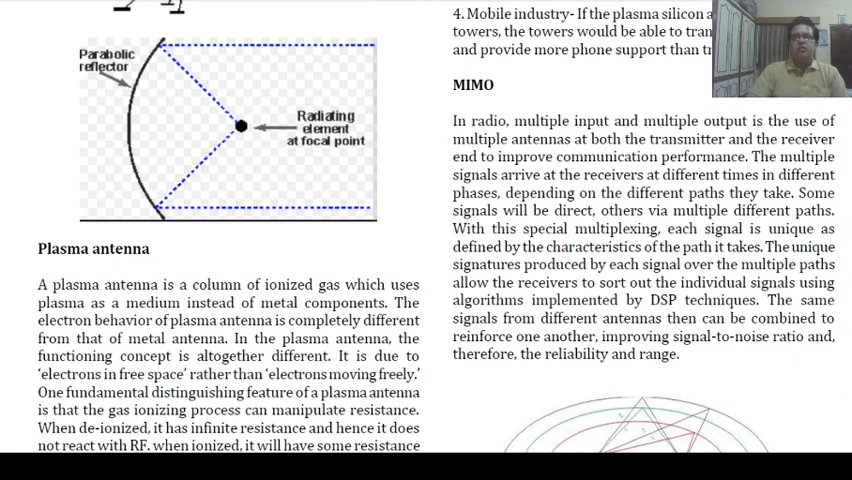 Parabolic
reflector
Radiating
element
at focal point
Plasma antenna
A plasma antenna is a column of ionized gas which uses
plasma as a medium instead of metal components. The
electron behavior of plasma antenna is completely different
from that of metal antenna. In the plasma antenna, the
functioning concept is altogether different. It is due to
‘electrons in free space’ rather than ‘electrons moving freely.’
One fundamental distinguishing feature of a plasma antenna
is that the gas ionizing process can manipulate resistance.
When de-ionized, it has infinite resistance and hence it does
not react with RF. when ionized, it will have some resistance
4. Mobile industry- If the plasma silicon
towers, the towers would be able to
and provide more phone support than
MIMO
In radio, multiple input and multiple output is the use of
multiple antennas at both the transmitter and the receiver
end to improve communication performance. The multiple
signals arrive at the receivers at different times in different
phases, depending on the different paths they take. Some
signals will be direct, others via multiple different paths.
With this special multiplexing, each signal is unique as
defined by the characteristics of the path it takes. The unique
signatures produced by each signal over the multiple paths
allow the receivers to sort out the individual signals using
algorithms implemented by DSP techniques. The same
signals from different antennas then can be combined to
reinforce one another, improving signal-to-noise ratio and,
therefore, the reliability and range.